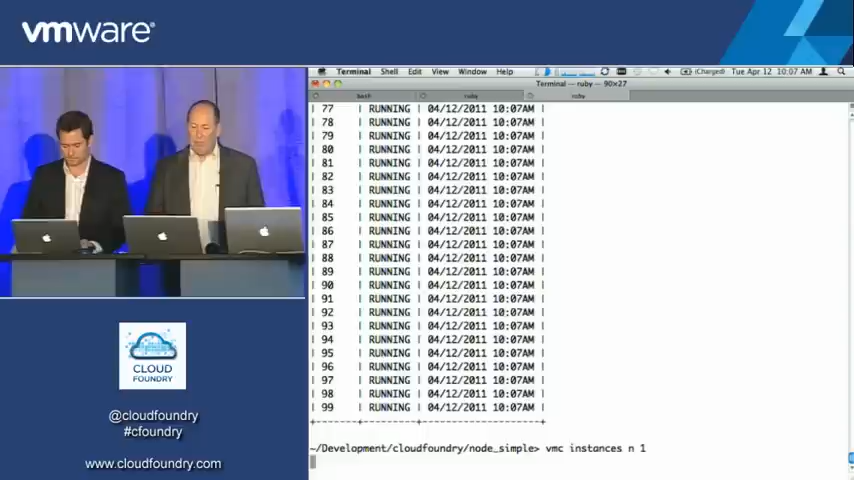 vmware®
Terminal Shell Edit View Window Help (Charged) Tue Apr 12 10:07 AM
Terminal — ruby — 90×27
bash ruby ruby
| 77 | RUNNING | 04/12/2011 10:07AM |
| 78 | RUNNING | 04/12/2011 10:07AM |
| 79 | RUNNING | 04/12/2011 10:07AM |
| 80 | RUNNING | 04/12/2011 10:07AM |
| 81 | RUNNING | 04/12/2011 10:07AM |
| 82 | RUNNING | 04/12/2011 10:07AM |
| 83 | RUNNING | 04/12/2011 10:07AM |
| 84 | RUNNING | 04/12/2011 10:07AM |
| 85 | RUNNING | 04/12/2011 10:07AM |
| 86 | RUNNING | 04/12/2011 10:07AM |
| 87 | RUNNING | 04/12/2011 10:07AM |
| 88 | RUNNING | 04/12/2011 10:07AM |
| 89 | RUNNING | 04/12/2011 10:07AM |
| 90 | RUNNING | 04/12/2011 10:07AM |
| 91 | RUNNING | 04/12/2011 10:07AM |
| 92 | RUNNING | 04/12/2011 10:07AM |
| 93 | RUNNING | 04/12/2011 10:07AM |
| 94 | RUNNING | 04/12/2011 10:07AM |
| 95 | RUNNING | 04/12/2011 10:07AM |
| 96 | RUNNING | 04/12/2011 10:07AM |
| 97 | RUNNING | 04/12/2011 10:07AM |
| 98 | RUNNING | 04/12/2011 10:07AM |
| 99 | RUNNING | 04/12/2011 10:07AM |
~/Development/cloudfoundry/node_simple> vmc instances n 1
CLOUD
FOUNDRY
@cloudfoundry
#cfoundry
www.cloudfoundry.com